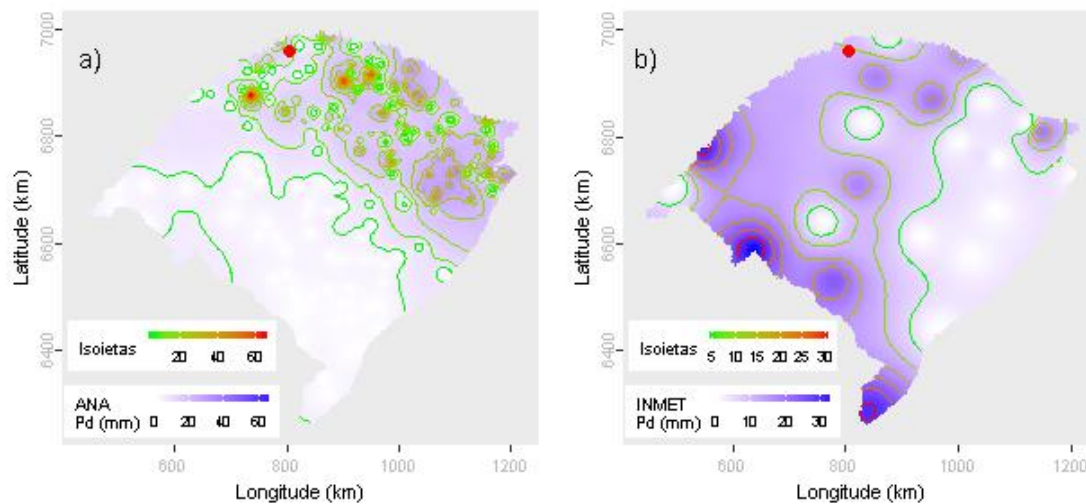 a)
Latitude (km)
7000
6800
6600
6400
Isoietas
20 40 60
ANA
Pd (mm) 0 20 40 60
600 800 1000 1200
Longitude (km)
b)
Latitude (km)
7000
6800
6600
6400
Isoietas
5 10 15 20 25 30
INMET
Pd (mm) 0 10 20 30
600 800 1000 1200
Longitude (km)